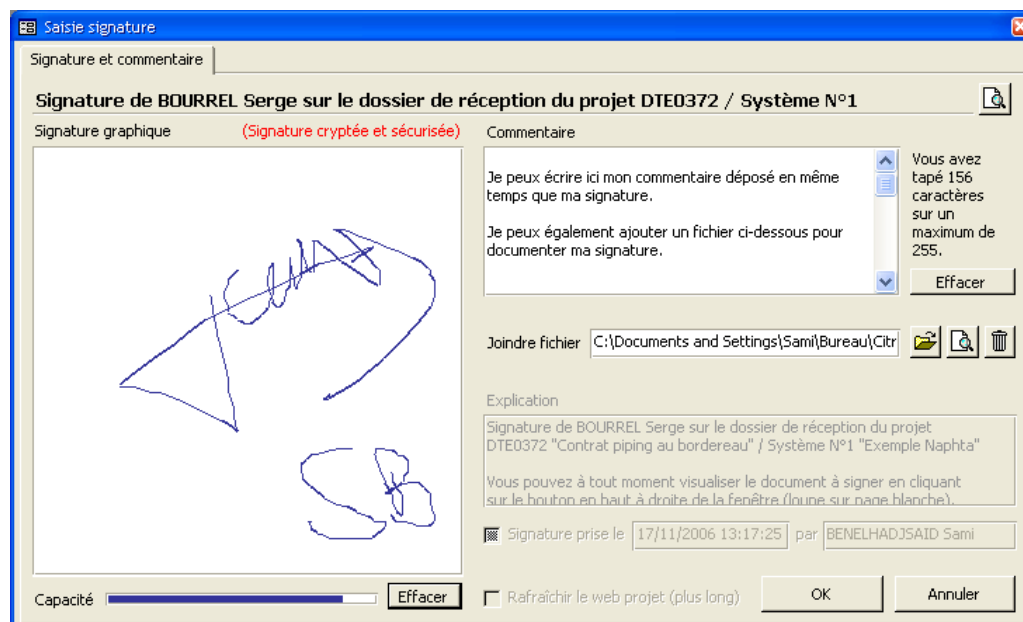 Saisie signature
Signature et commentaire
Signature de BOURREL Serge sur le dossier de réception du projet DTE0372 / Système N°1
Signature graphique
(Signature cryptée et sécurisée)
SB
Capacité
Effacer
Commentaire
Je peux écrire ici mon commentaire déposé en même
temps que ma signature.
Je peux également ajouter un fichier ci-dessous pour
documenter ma signature.
Vous avez
tapé 156
caractères
sur un
maximum de
255.
Effacer
Joindre fichier
C:\Documents and Settings\Sami\Bureau\Citr
Explication
Signature de BOURREL Serge sur le dossier de réception du projet
DTE0372 "Contrat piping au bordereau" / Système N°1 "Exemple Naphta"
Vous pouvez à tout moment visualiser le document à signer en cliquant
sur le bouton en haut à droite de la fenêtre (loupe sur page blanche).
Signature prise le 17/11/2006 13:17:25 par BENELHADJSAID Sami
Rafraîchir le web projet (plus long)
OK
Annuler